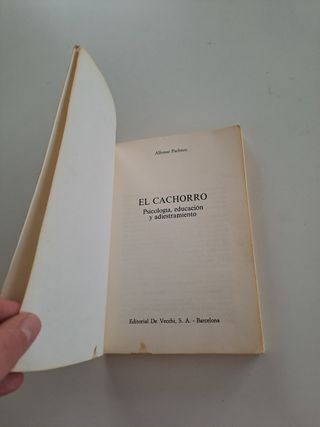 Alfonso Pacheco
EL CACHORRO
Psicología, educación
y adiestramiento
Editorial De Vecchi, S. A. - Barcelona